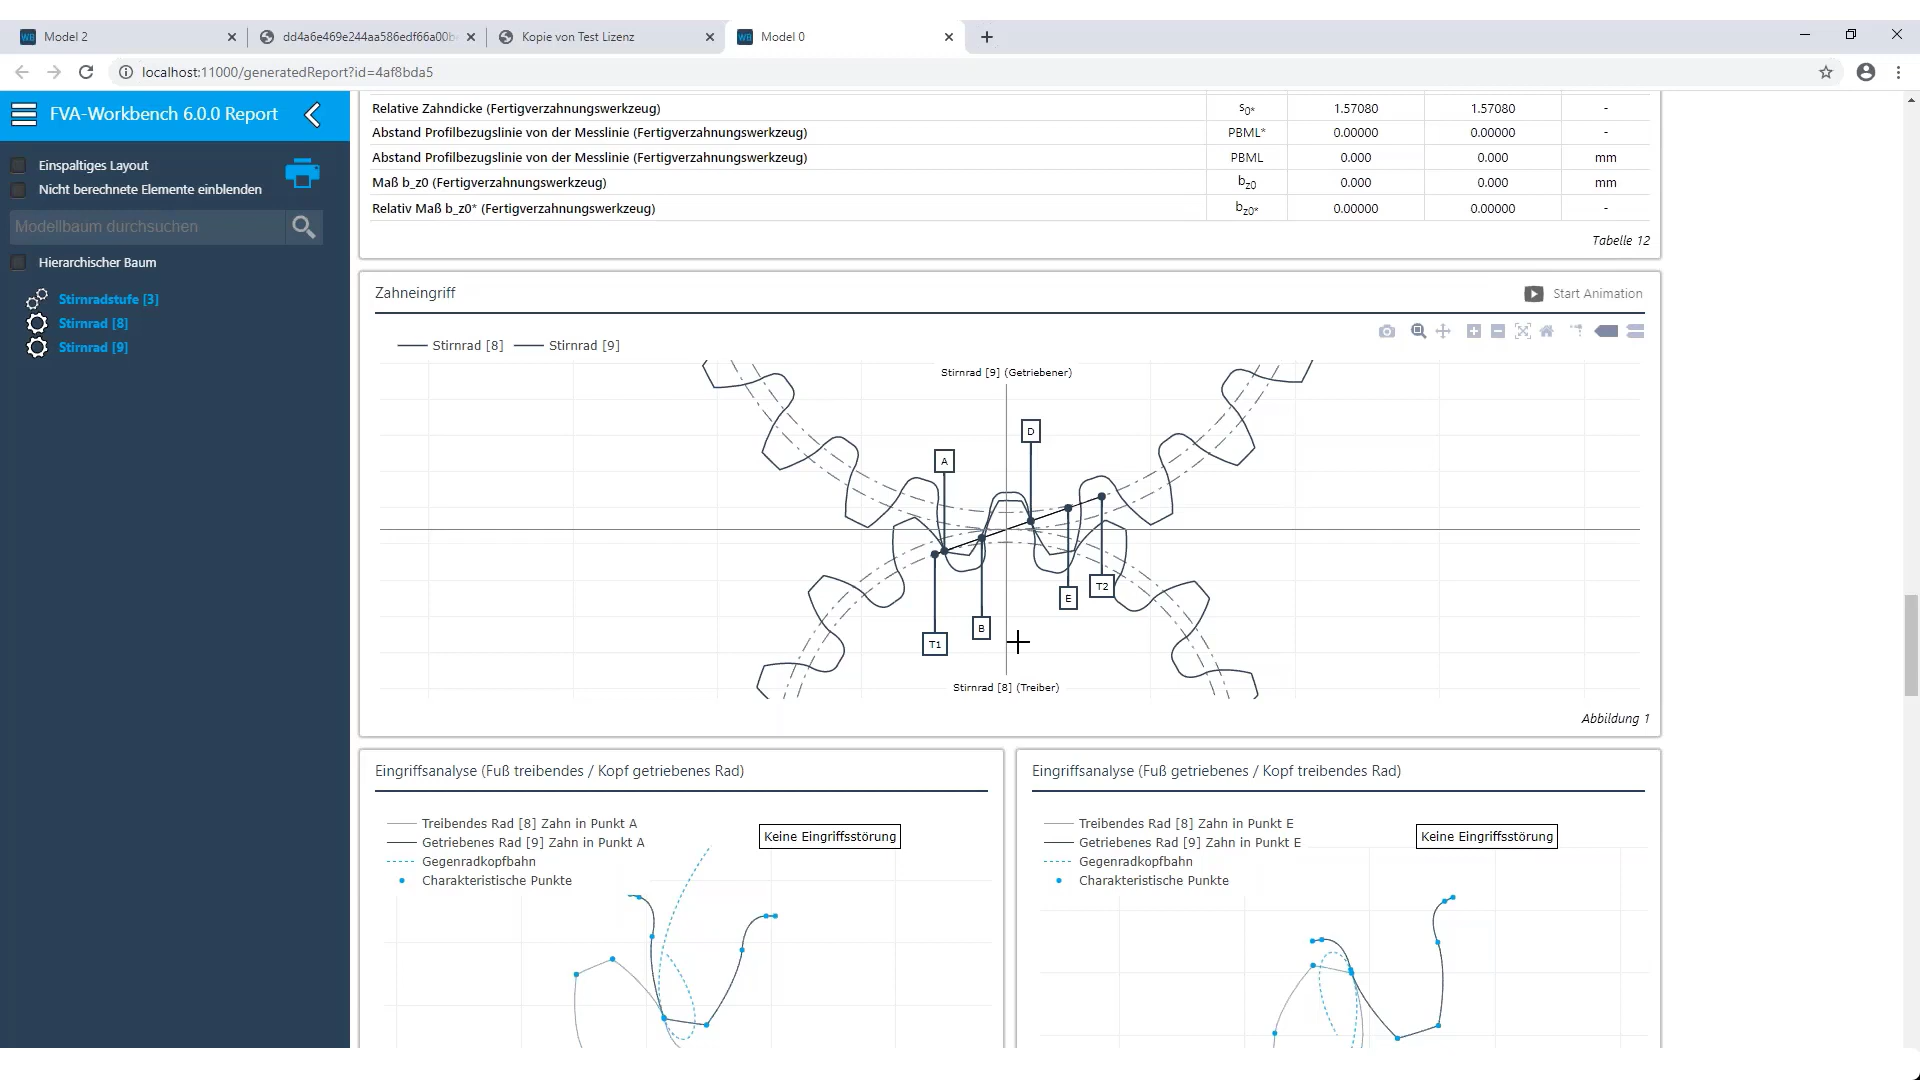 Model 2
dd4a6e469e244aa586edf66a00b
Kopie von Test Lizenz
Model 0
localhost:11000/generatedReport?id=4af8bda5
FVA-Workbench 6.0.0 Report
Einspaltiges Layout
Nicht berechnete Elemente einblenden
Modellbaum durchsuchen
Hierarchischer Baum
Stirnradstufe [3]
Stirnrad [8]
Stirnrad [9]
Relative Zahndicke (Fertigverzahnungswerkzeug) s0* 1.57080 1.57080 -
Abstand Profilbezugslinie von der Messlinie (Fertigverzahnungswerkzeug) PBML* 0.00000 0.00000 -
Abstand Profilbezugslinie von der Messlinie (Fertigverzahnungswerkzeug) PBML 0.000 0.000 mm
Maß b_z0 (Fertigverzahnungswerkzeug) bz0 0.000 0.000 mm
Relativ Maß b_z0* (Fertigverzahnungswerkzeug) bz0* 0.00000 0.00000 -
Tabelle 12
Zahneingriff
Start Animation
Stirnrad [8] Stirnrad [9]
Stirnrad [9] (Getriebener)
D
A
T2
E
B
T1
Stirnrad [8] (Treiber)
Abbildung 1
Eingriffsanalyse (Fuß treibendes / Kopf getriebenes Rad)
Treibendes Rad [8] Zahn in Punkt A
Getriebenes Rad [9] Zahn in Punkt A
Gegenradkopfbahn
Charakteristische Punkte
Keine Eingriffsstörung
Eingriffsanalyse (Fuß getriebenes / Kopf treibendes Rad)
Treibendes Rad [8] Zahn in Punkt E
Getriebenes Rad [9] Zahn in Punkt E
Gegenradkopfbahn
Charakteristische Punkte
Keine Eingriffsstörung